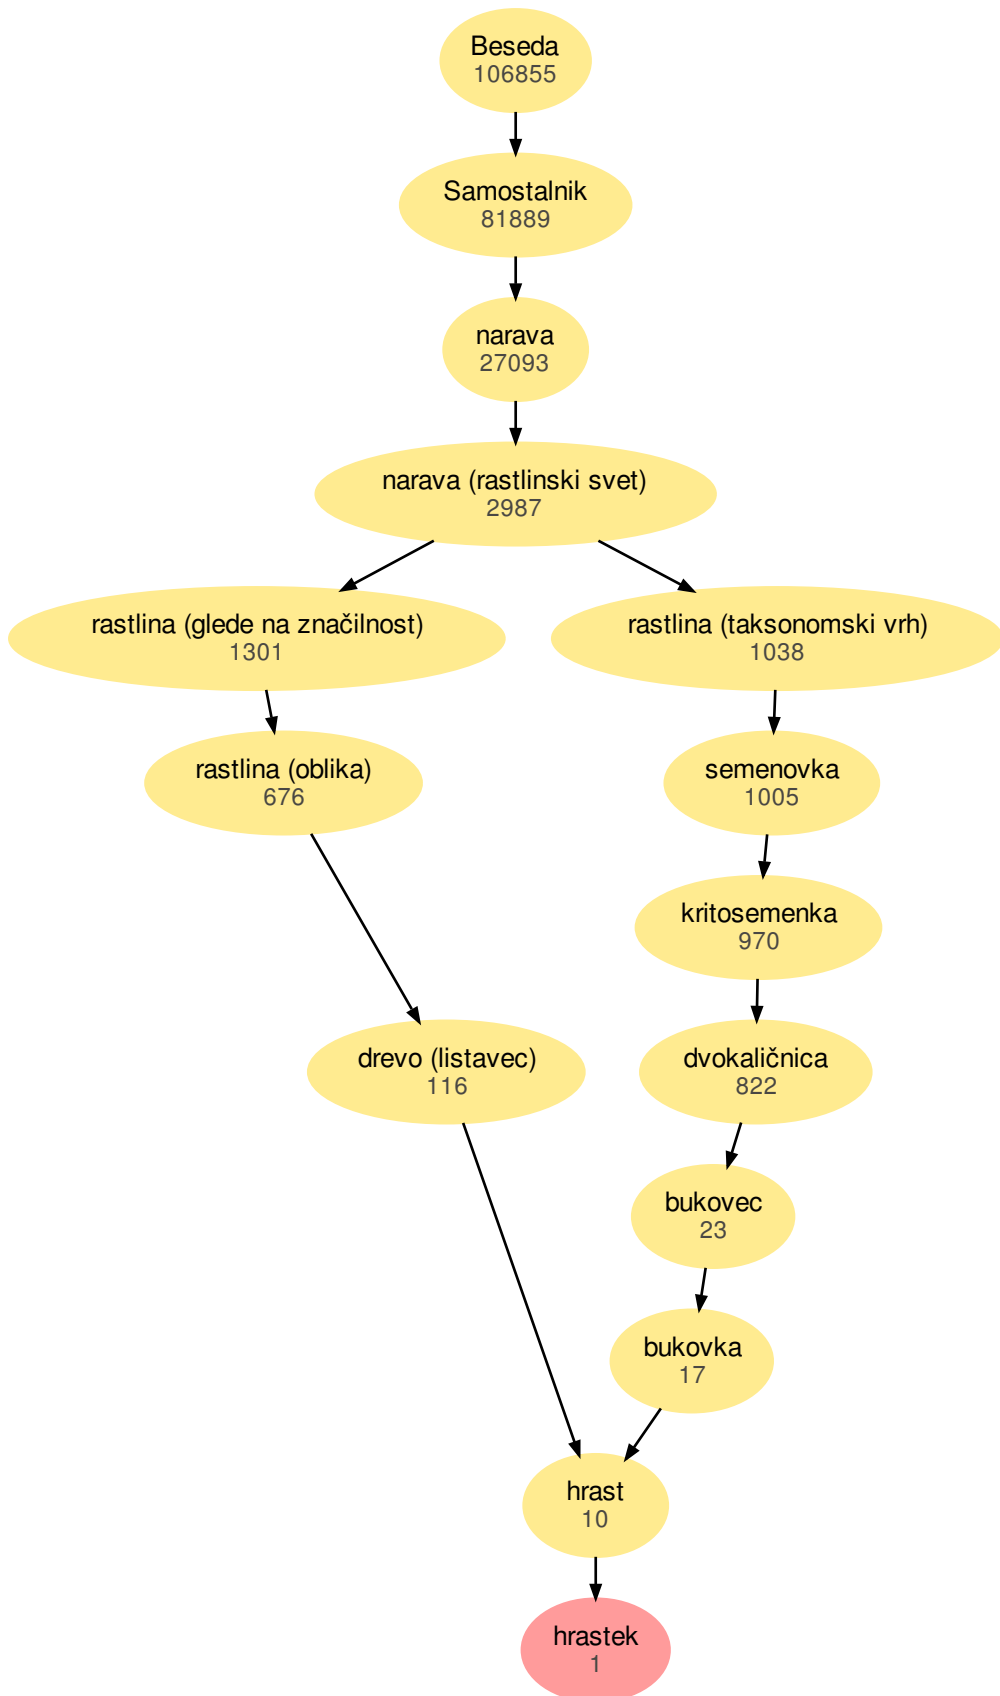 Beseda
106855
Samostalnik
81889
narava
27093
narava (rastlinski svet)
2987
rastlina (glede na značilnost)
1301
rastlina (taksonomski vrh)
1038
rastlina (oblika)
676
semenovka
1005
kritosemenka
970
drevo (listavec)
116
dvokaličnica
822
bukovec
23
bukovka
17
hrast
10
hrastek
1